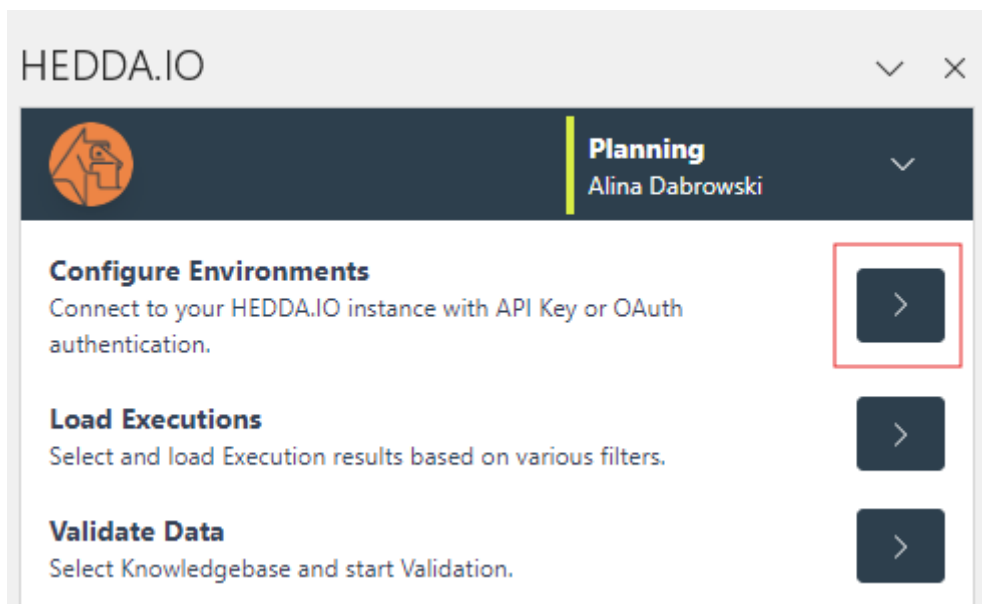 HEDDA.IO
Planning
Alina Dabrowski
Configure Environments
Connect to your HEDDA.IO instance with API Key or OAuth
authentication.
Load Executions
Select and load Execution results based on various filters.
Validate Data
Select Knowledgebase and start Validation.